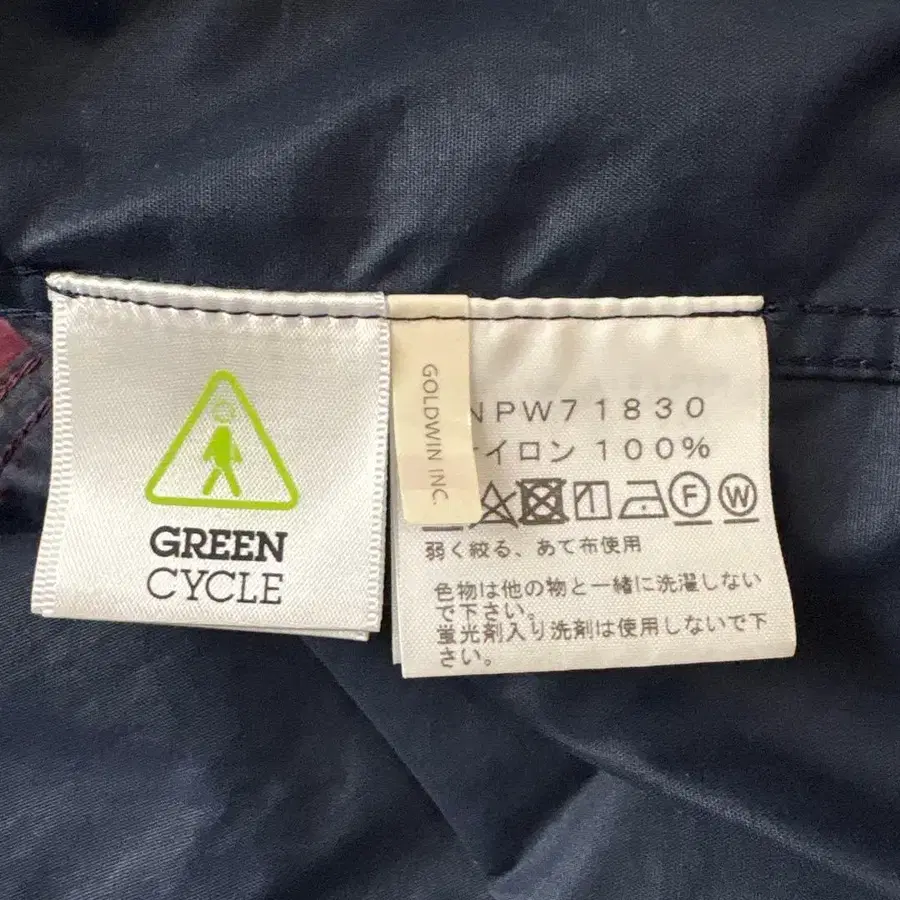 GREEN
CYCLE
GOLDWIN INC.
NPW71830
イロン 100%
F W
弱く絞る、あて布使用
色物は他の物と一緒に洗濯しない
で下さい。
蛍光剤入り洗剤は使用しないで下
さい。